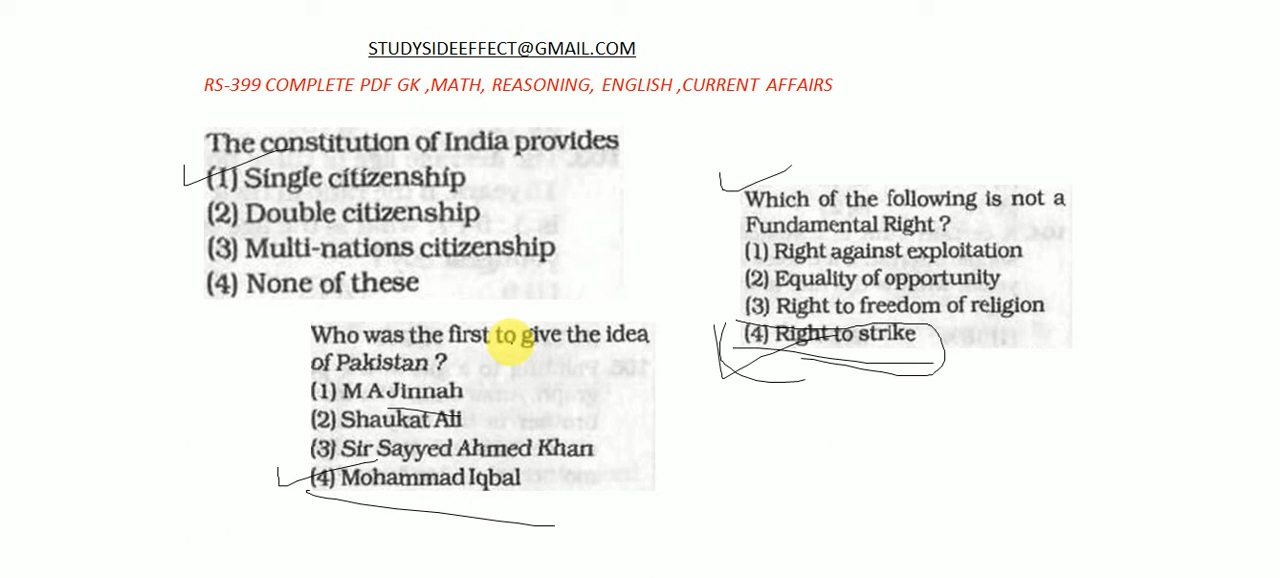 STUDYSIDEEFFECT@GMAIL.COM
RS-399 COMPLETE PDF GK ,MATH, REASONING, ENGLISH ,CURRENT AFFAIRS
The constitution of India provides
(1) Single citizenship
(2) Double citizenship
(3) Multi-nations citizenship
(4) None of these
Who was the first to give the idea
of Pakistan ?
(1) M A Jinnah
(2) Shaukat Ali
(3) Sir Sayyed Ahmed Khan
(4) Mohammad Iqbal
Which of the following is not a
Fundamental Right ?
(1) Right against exploitation
(2) Equality of opportunity
(3) Right to freedom of religion
(4) Right to strike